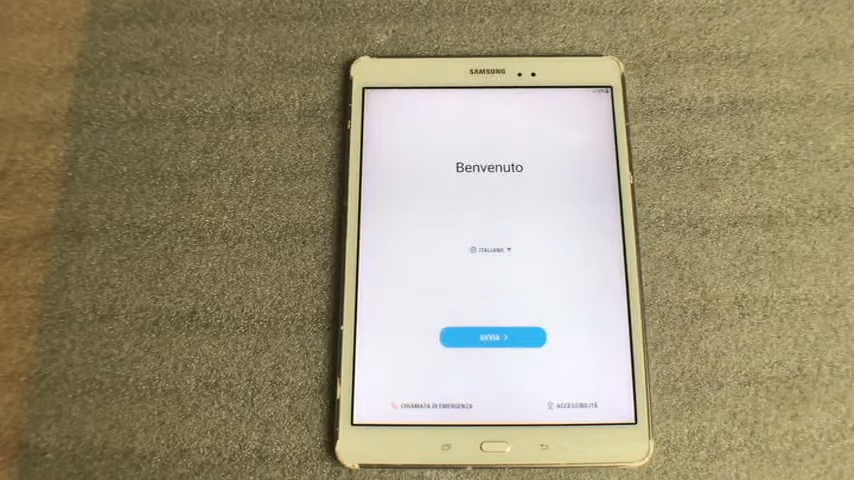 SAMSUNG
Benvenuto
ITALIANO
AVVIA
CHIAMATA DI EMERGENZA
ACCESSIBILITÀ